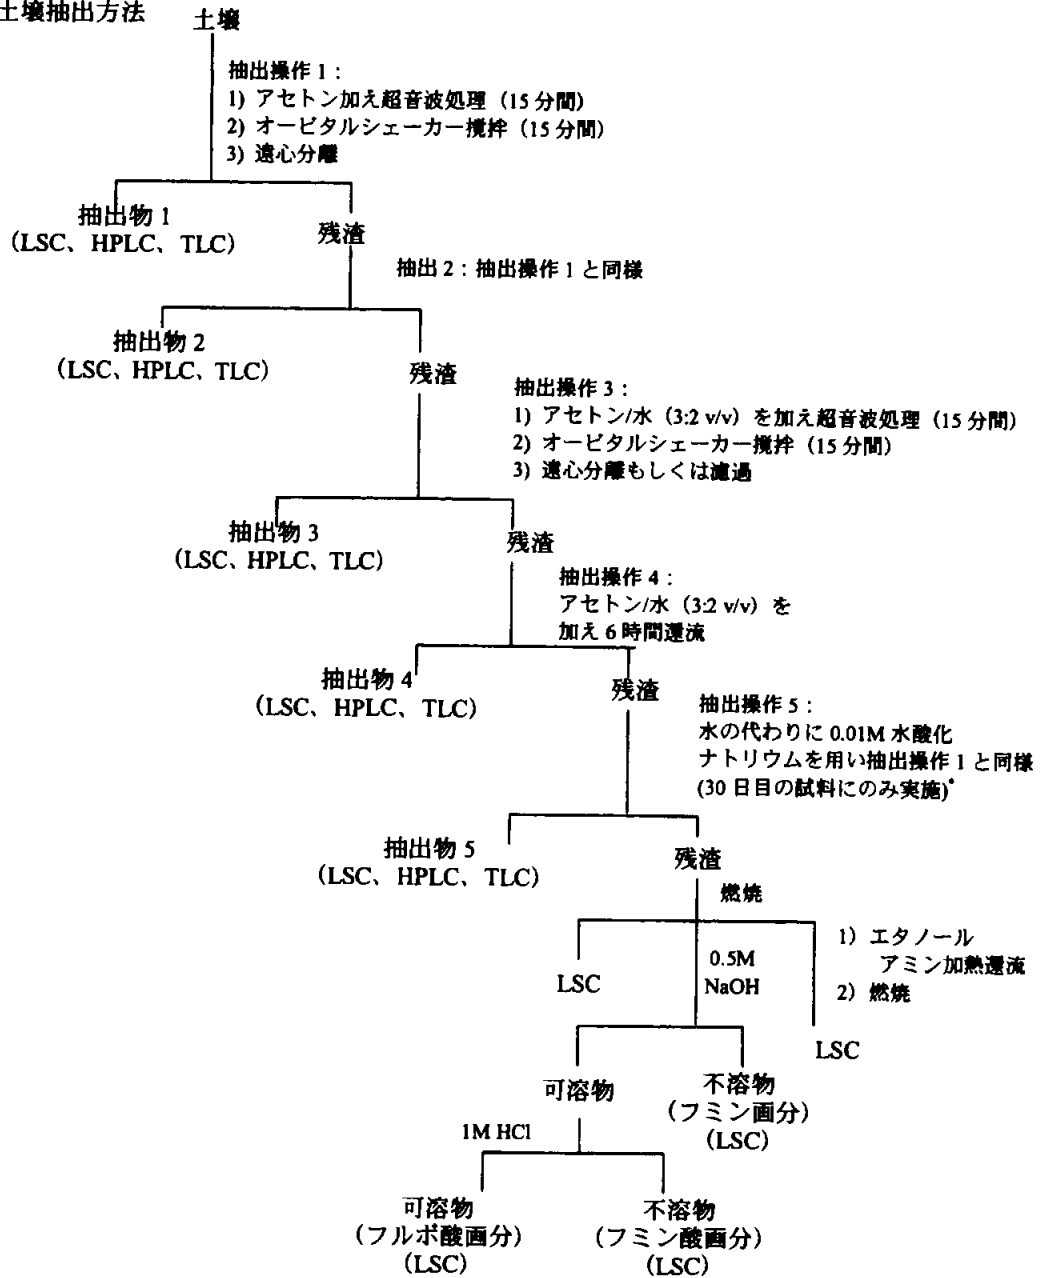 土壌抽出方法
土壌
抽出操作 1：
1) アセトン加え超音波処理（15 分間）
2) オービタルシェーカー攪拌（15 分間）
3) 遠心分離
抽出物 1
（LSC、HPLC、TLC）
残渣
抽出 2：抽出操作 1 と同様
抽出物 2
（LSC、HPLC、TLC）
残渣
抽出操作 3：
1) アセトン/水（3:2 v/v）を加え超音波処理（15 分間）
2) オービタルシェーカー攪拌（15 分間）
3) 遠心分離もしくは濾過
抽出物 3
（LSC、HPLC、TLC）
残渣
抽出操作 4：
アセトン/水（3:2 v/v）を
加え 6 時間還流
抽出物 4
（LSC、HPLC、TLC）
残渣
抽出操作 5：
水の代わりに 0.01M 水酸化
ナトリウムを用い抽出操作 1 と同様
(30 日目の試料にのみ実施)*
抽出物 5
（LSC、HPLC、TLC）
残渣
燃焼
LSC
0.5M
NaOH
1）エタノール
アミン加熱還流
2）燃焼
LSC
可溶物
不溶物
（フミン画分）
(LSC)
1M HCl
可溶物
（フルボ酸画分）
(LSC)
不溶物
（フミン酸画分）
(LSC)